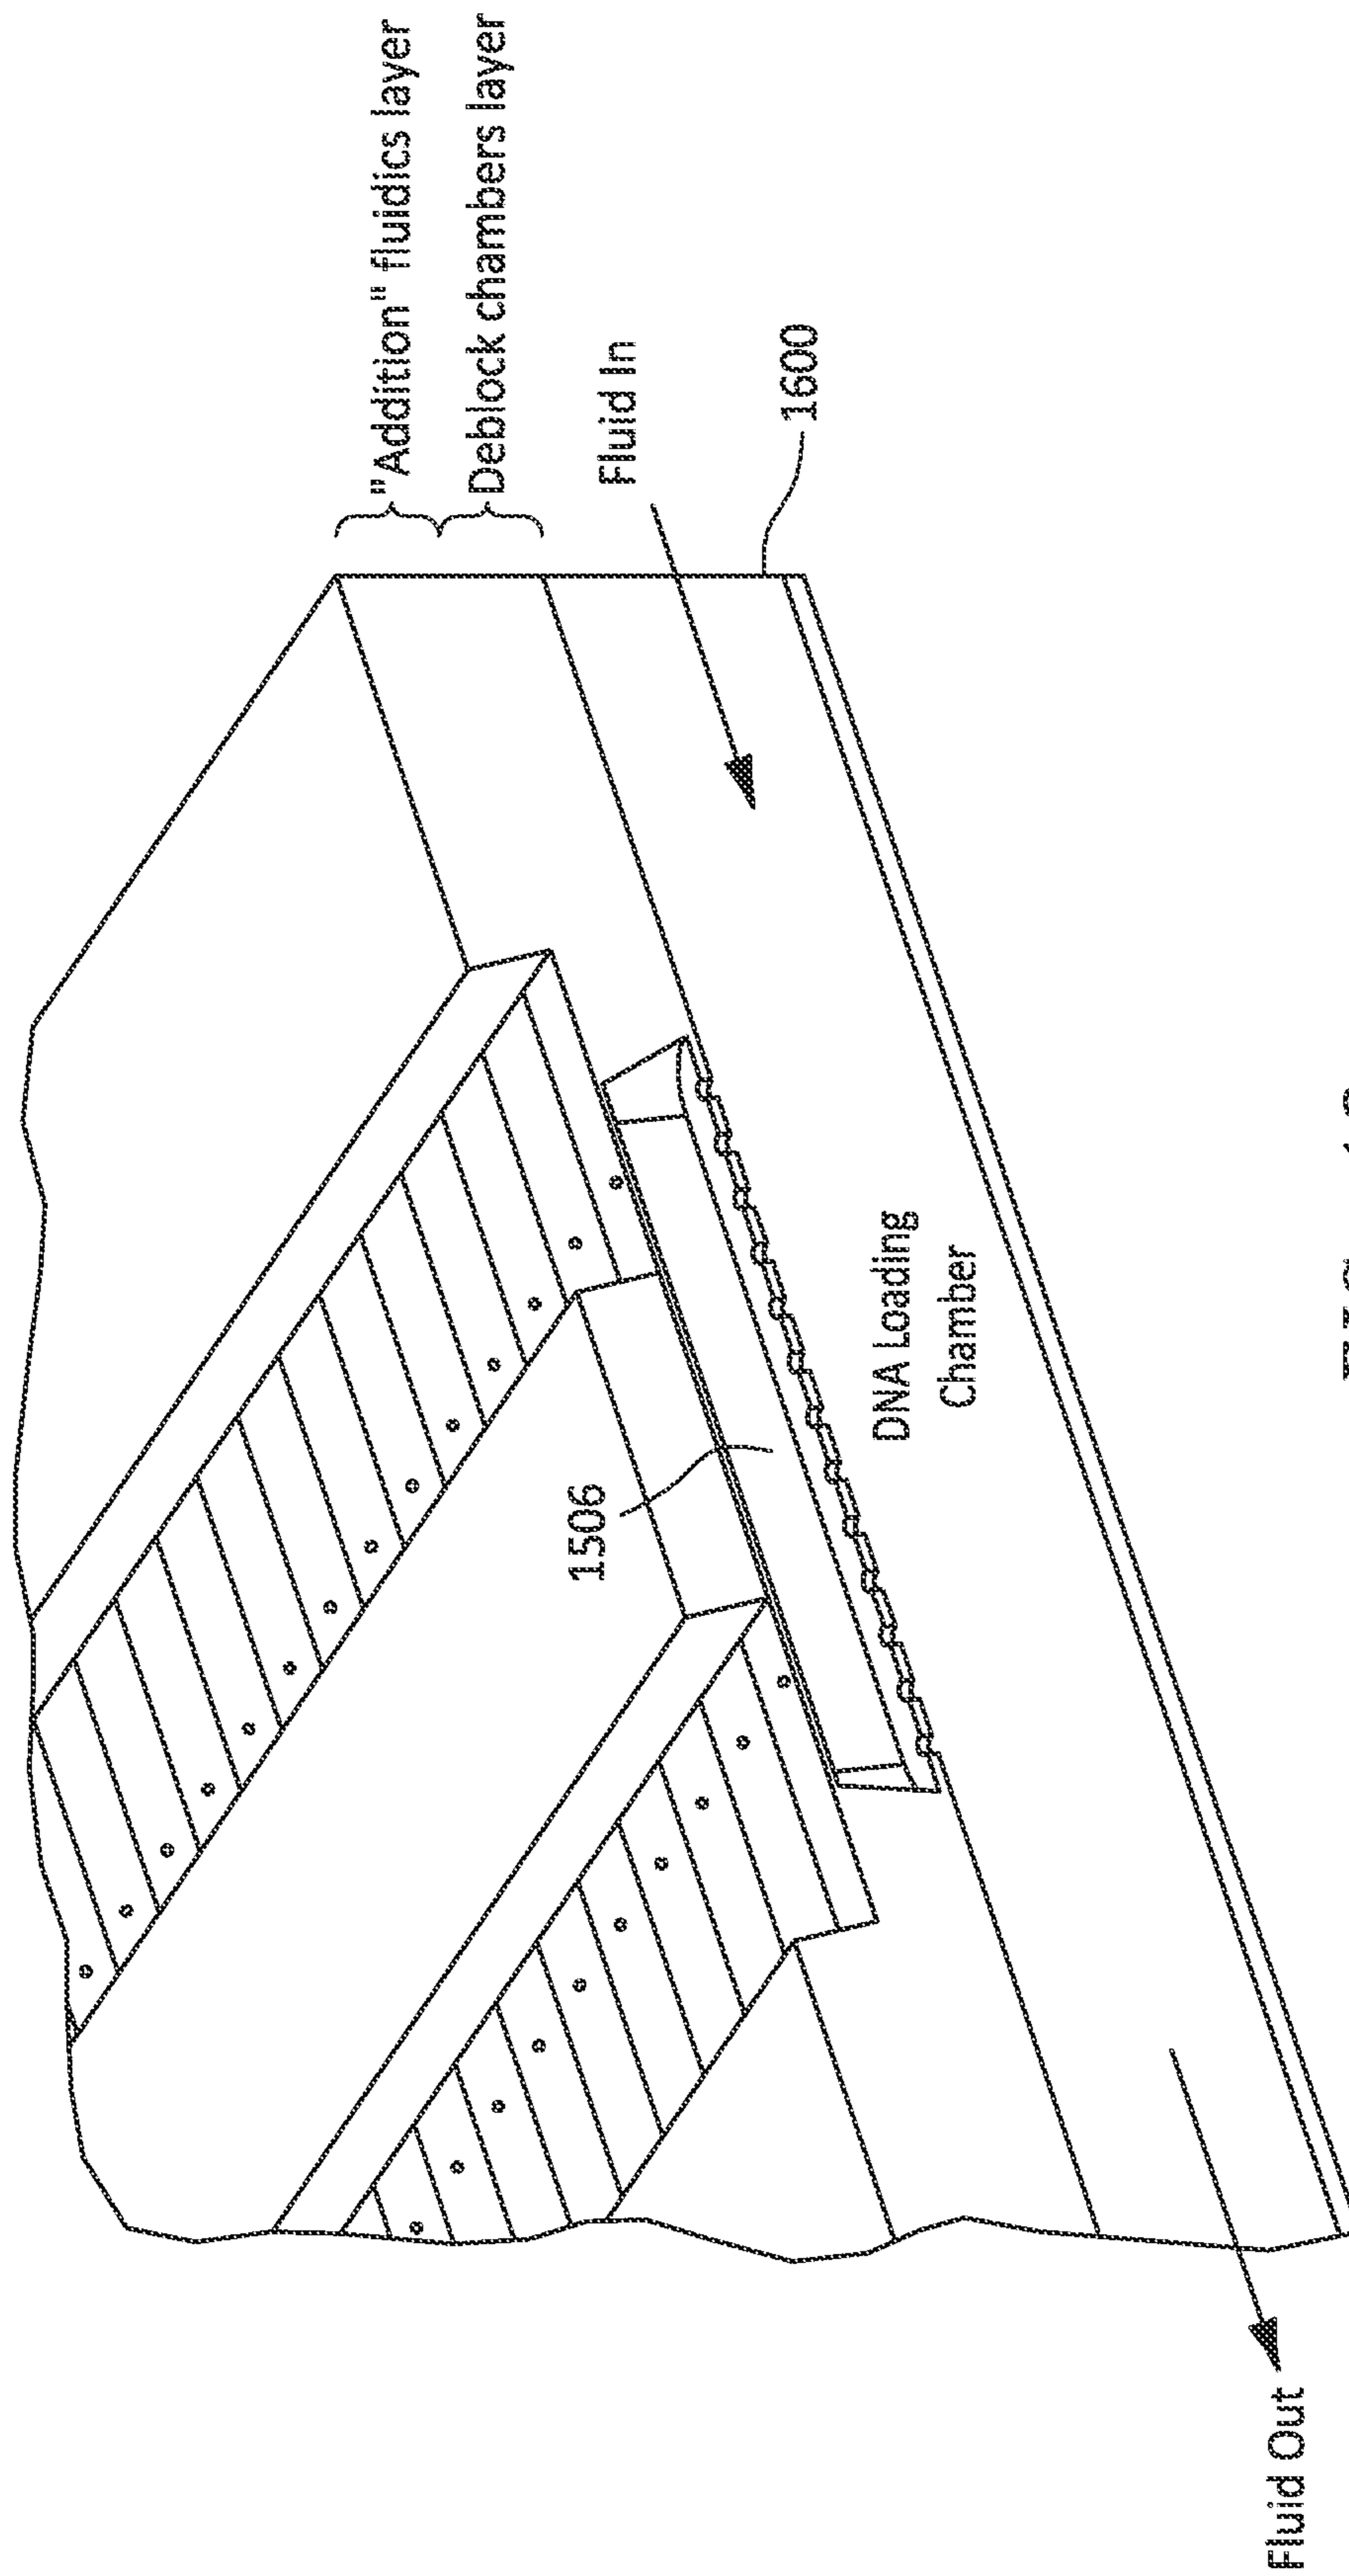 "Addition" fluidics layer
Deblock chambers layer
Fluid In
1600
1506
DNA Loading
Chamber
Fluid Out